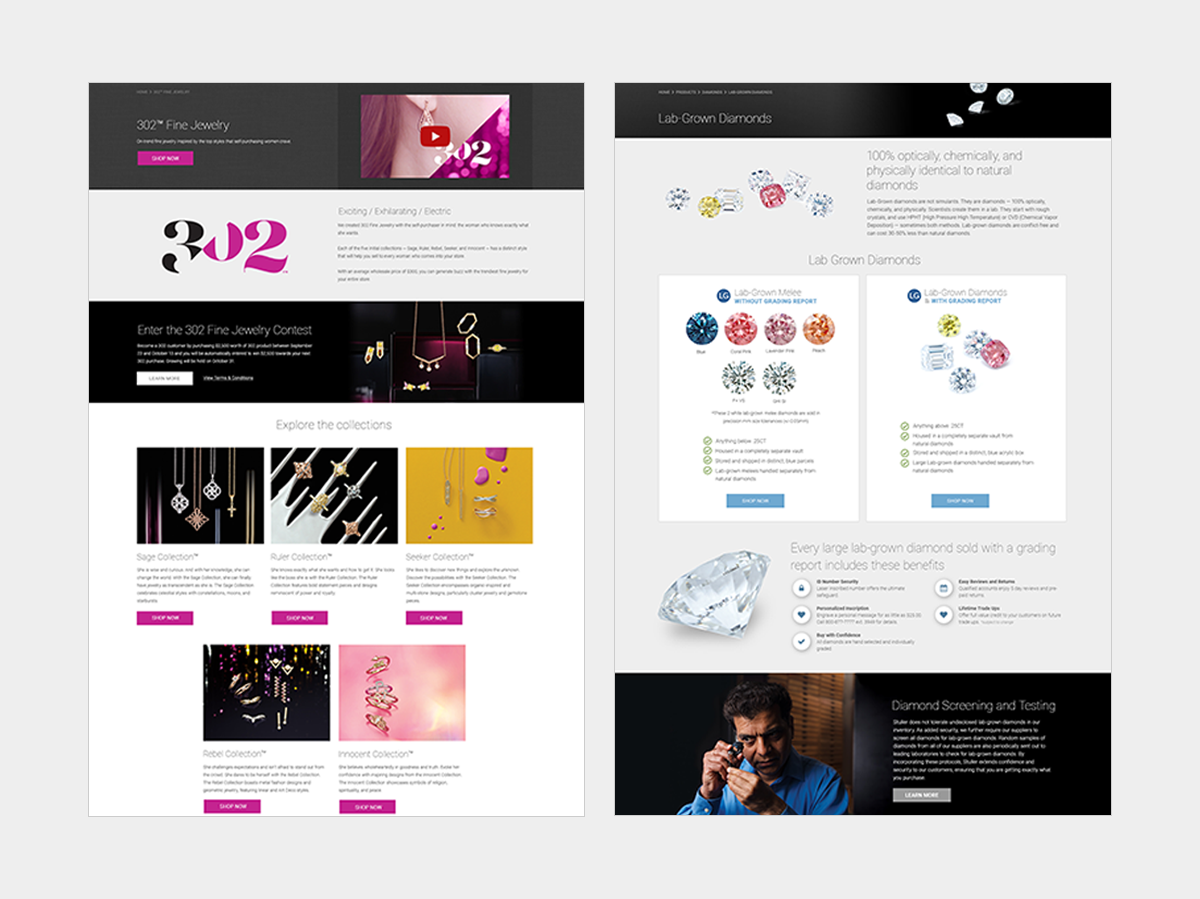 HOME > 302™ FINE JEWELRY
302™ Fine Jewelry
On-trend fine jewelry inspired by the top styles that self-purchasing women crave.
SHOP NOW
302
302
Exciting / Exhilarating / Electric
We created 302 Fine Jewelry with the self-purchaser in mind: the woman who knows exactly what
she wants.
Each of the five initial collections — Sage, Ruler, Rebel, Seeker, and Innocent — has a distinct style
that will help you sell to every woman who comes into your store.
With an average wholesale price of $302, you can generate buzz with the trendiest fine jewelry for
your entire store.
Enter the 302 Fine Jewelry Contest
Become a 302 customer by purchasing $2,500 worth of 302 product between September
23 and October 13 and you will be automatically entered to win $2,500 towards your next
302 purchase. Drawing will be held on October 31.
LEARN MORE
View Terms & Conditions
Explore the collections
Sage Collection™
She is wise and curious. And with her knowledge, she can
change the world. With the Sage Collection, she can finally
have jewelry as transcendent as she is. The Sage Collection
celebrates celestial styles with constellations, moons, and
starbursts.
SHOP NOW
Ruler Collection™
She knows exactly what she wants and how to get it. She looks
like the boss she is with the Ruler Collection. The Ruler
Collection features bold statement pieces and designs
reminiscent of power and royalty.
SHOP NOW
Seeker Collection™
She likes to discover new things and explore the unknown.
Discover the possibilities with the Seeker Collection. The
Seeker Collection encompasses organic-inspired and
multi-stone designs, particularly cluster jewelry and gemstone
pieces.
SHOP NOW
Rebel Collection™
She challenges expectations and isn't afraid to stand out from
the crowd. She dares to be herself with the Rebel Collection.
The Rebel Collection boasts metal fashion designs and
geometric jewelry, featuring linear and Art Deco styles.
SHOP NOW
Innocent Collection™
She believes wholeheartedly in goodness and truth. Evoke her
confidence with inspiring designs from the Innocent Collection.
The Innocent Collection showcases symbols of religion,
spirituality, and peace.
SHOP NOW
HOME > PRODUCTS > DIAMONDS > LAB-GROWN DIAMONDS
Lab-Grown Diamonds
100% optically, chemically, and
physically identical to natural
diamonds
Lab-Grown diamonds are not simulants. They are diamonds — 100% optically,
chemically, and physically. Scientists create them in a lab. They start with rough
crystals, and use HPHT (High Pressure High Temperature) or CVD (Chemical Vapor
Deposition) — sometimes both methods. Lab grown diamonds are conflict free and
can cost 30-50% less than natural diamonds.
Lab Grown Diamonds
LG
Lab-Grown Melee
WITHOUT GRADING REPORT
Blue
Coral Pink
Lavender Pink
Peach
F+ VS
GHI SI
*These 2 white lab-grown melee diamonds are sold in
precision mm size tolerances
Anything below .25CT
Housed in a completely separate vault
Stored and shipped in distinct, blue parcels
Lab-grown melees handled separately from
natural diamonds
SHOP NOW
LG
Lab-Grown Diamonds
& WITH GRADING REPORT
Anything above .25CT
Housed in a completely separate vault from
natural diamonds
Stored and shipped in a distinct, blue acrylic box
Large Lab-Grown diamonds handled separately from
natural diamonds
SHOP NOW
Every large lab-grown diamond sold with a grading
report includes these benefits
ID Number Security
Laser inscribed number offers the ultimate
safeguard.
Personalized Inscription
Engrave a personal message for as little as
Call 800-877-7777 ext. for details.
Buy with Confidence
All diamonds are hand selected and individually
graded.
Easy Reviews and Returns
Qualified accounts enjoy 5 day reviews and pre-
paid returns.
Lifetime Trade Ups
Offer full value credit to your customers on future
trade ups. *subject to change
Diamond Screening and Testing
Stuller does not tolerate undisclosed lab-grown diamonds in our
inventory. As added security, we further require our suppliers to
screen all diamonds for lab-grown diamonds. Random samples of
diamonds from all of our suppliers are also periodically sent out to
leading laboratories to check for lab-grown diamonds. By
incorporating these protocols, Stuller extends confidence and
security to our customers, ensuring that you are getting exactly what
you purchase.
LEARN MORE